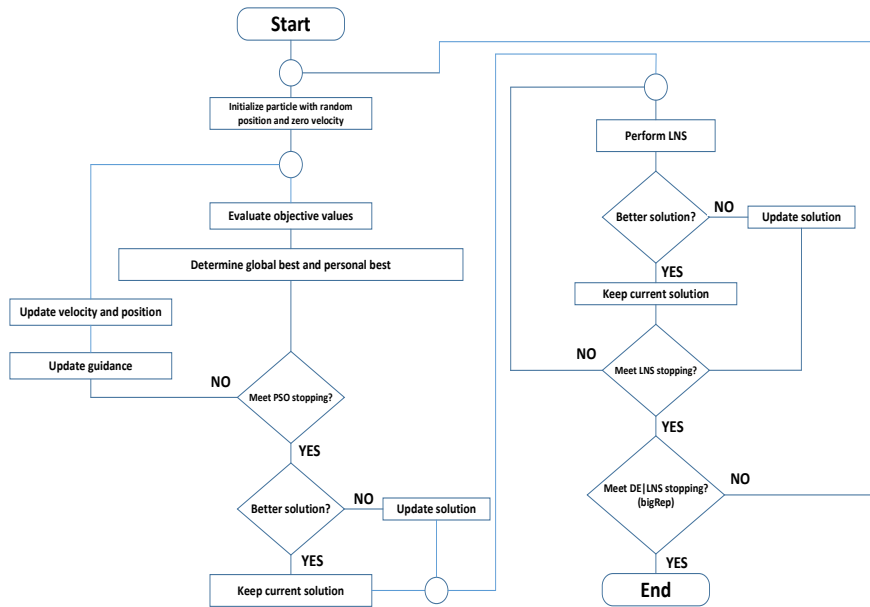 Start
Initialize particle with random
position and zero velocity
Evaluate objective values
Determine global best and personal best
Update velocity and position
Update guidance
NO
Meet PSO stopping?
YES
Better solution?
NO
Update solution
YES
Keep current solution
Perform LNS
Better solution?
NO
Update solution
YES
Keep current solution
NO
Meet LNS stopping?
YES
Meet DE|LNS stopping?
(bigRep)
NO
YES
End